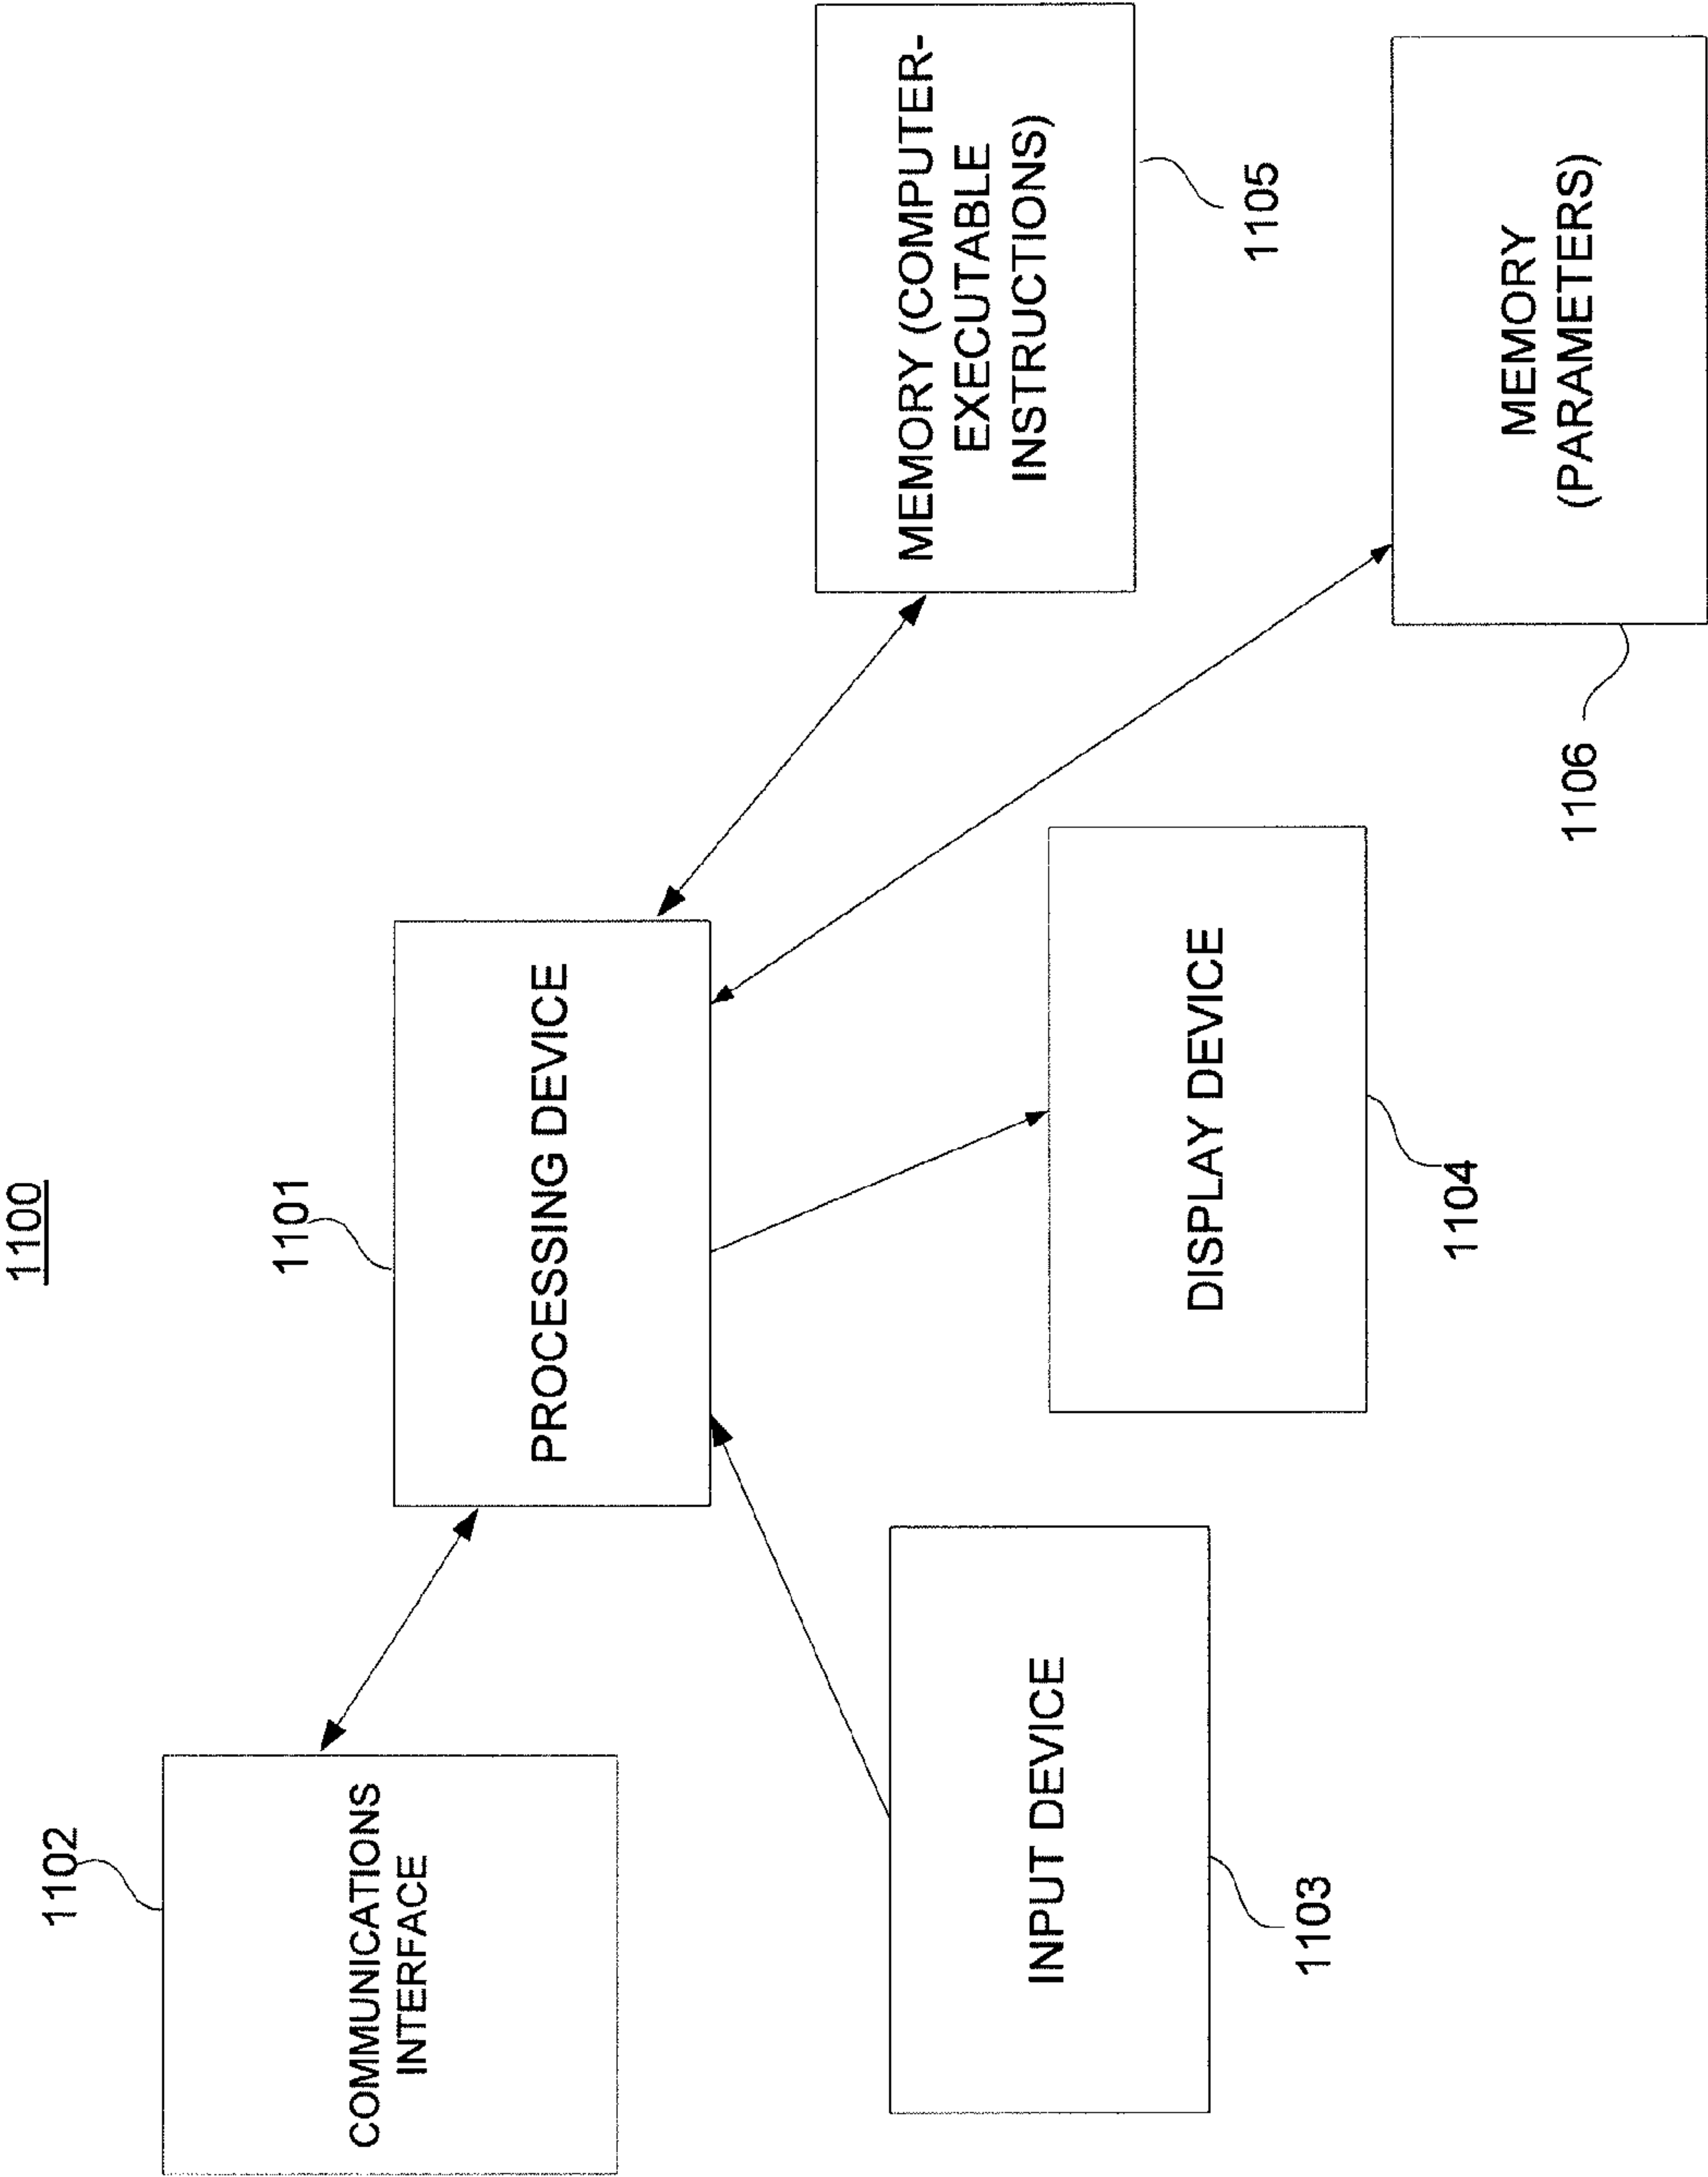 1100
1101
PROCESSING DEVICE
1102
COMMUNICATIONS
INTERFACE
MEMORY (COMPUTER-
EXECUTABLE
INSTRUCTIONS)
1105
INPUT DEVICE
1103
DISPLAY DEVICE
1104
MEMORY
(PARAMETERS)
1106